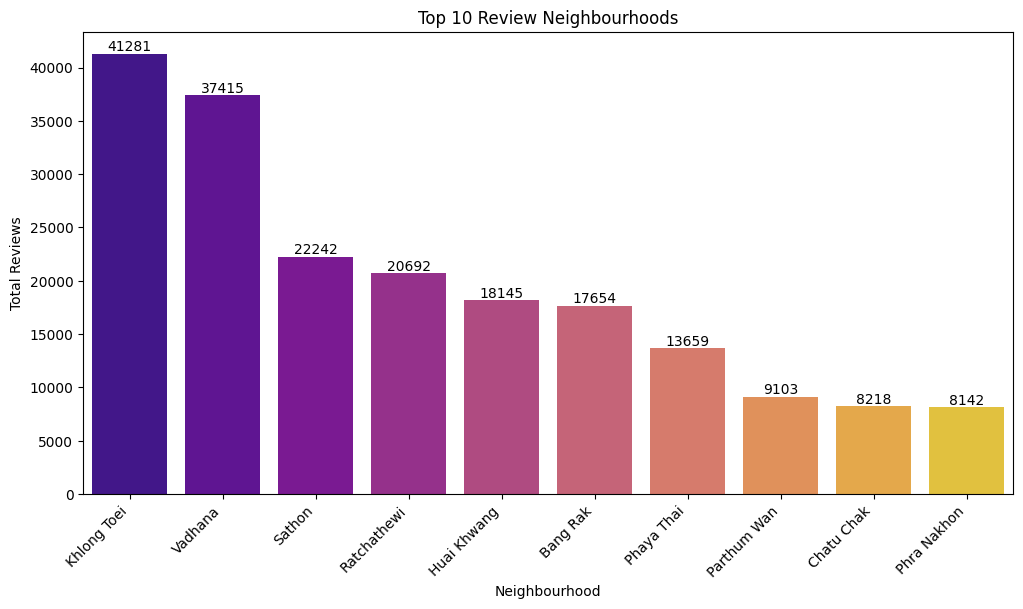 Top 10 Review Neighbourhoods
41281
37415
22242
20692
18145
17654
13659
9103
8218
8142
Total Reviews
40000
35000
30000
25000
20000
15000
10000
5000
0
Khlong Toei
Vadhana
Sathon
Ratchathewi
Huai Khwang
Bang Rak
Phaya Thai
Parthum Wan
Chatu Chak
Phra Nakhon
Neighbourhood